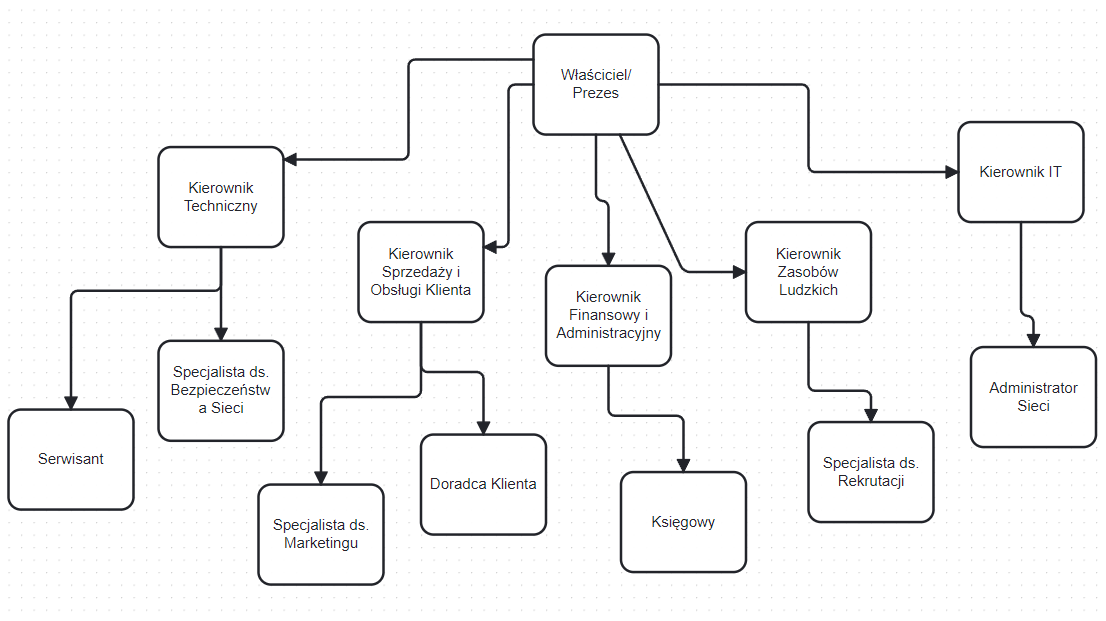 Właściciel/
Prezes
Kierownik
Techniczny
Kierownik
Sprzedaży i
Obsługi Klienta
Kierownik
Finansowy i
Administracyjny
Kierownik
Zasobów
Ludzkich
Kierownik IT
Serwisant
Specjalista ds.
Bezpieczeństw
a Sieci
Specjalista ds.
Marketingu
Doradca Klienta
Księgowy
Specjalista ds.
Rekrutacji
Administrator
Sieci